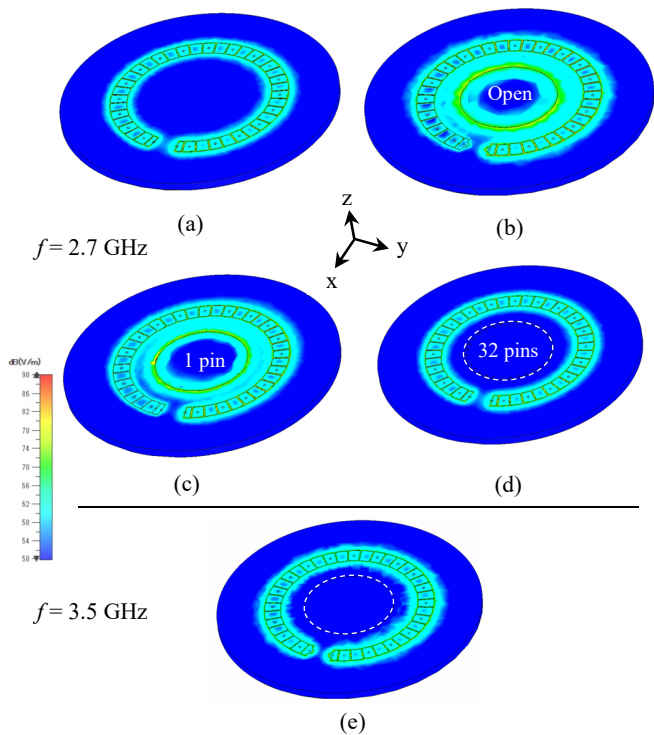 Open
(a)
(b)
z
y
x
f = 2.7 GHz
1 pin
32 pins
dB(V/m)
90
86
82
78
74
70
66
62
58
54
50
(c)
(d)
f = 3.5 GHz
(e)